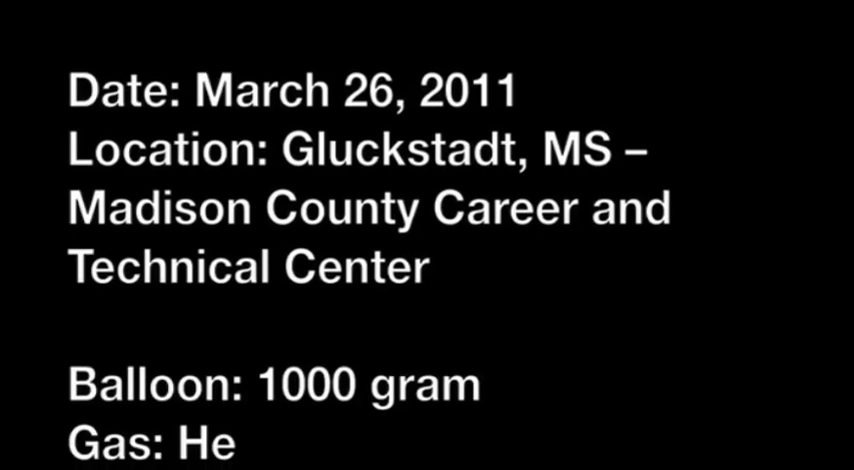 Date: March 26, 2011
Location: Gluckstadt, MS –
Madison County Career and
Technical Center
Balloon: 1000 gram
Gas: He